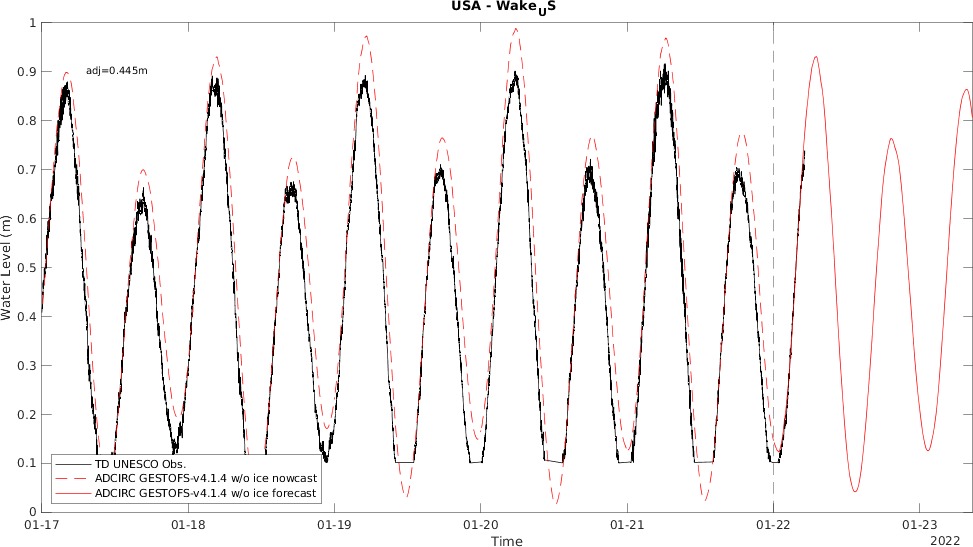 USA - Wake_US
1
0.9
0.8
0.7
0.6
0.5
0.4
0.3
0.2
0.1
0
Water Level (m)
adj=0.445m
TD UNESCO Obs.
ADCIRC GESTOFS-v4.1.4 w/o ice nowcast
ADCIRC GESTOFS-v4.1.4 w/o ice forecast
01-17 01-18 01-19 01-20 01-21 01-22 01-23
Time
2022